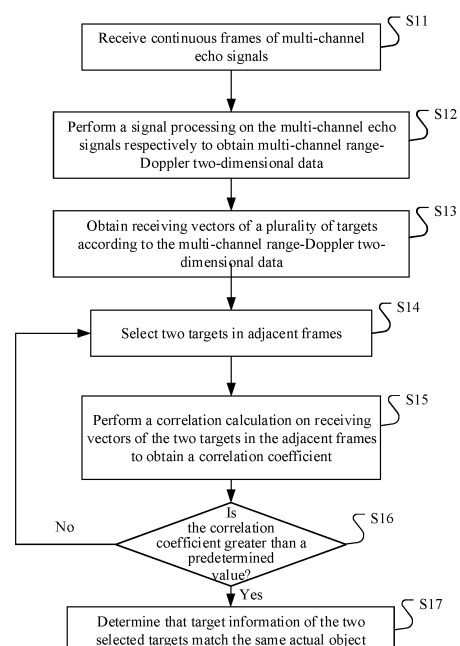 S11
Receive continuous frames of multi-channel
echo signals
S12
Perform a signal processing on the multi-channel echo
signals respectively to obtain multi-channel range-
Doppler two-dimensional data
S13
Obtain receiving vectors of a plurality of targets
according to the multi-channel range-Doppler two-
dimensional data
S14
Select two targets in adjacent frames
S15
Perform a correlation calculation on receiving
vectors of the two targets in the adjacent frames
to obtain a correlation coefficient
S16
Is
the correlation
coefficient greater than a
predetermined
value?
No
Yes
S17
Determine that target information of the two
selected targets match the same actual object